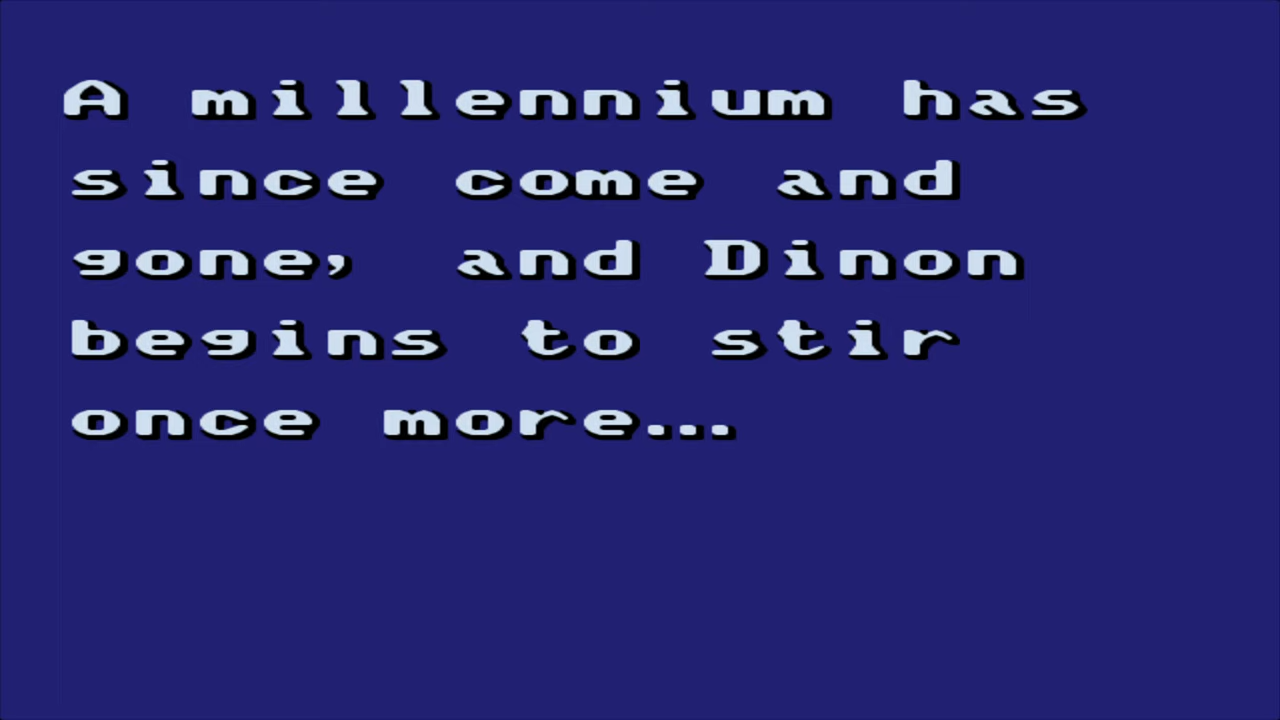 A millennium has
since come and
gone, and Dinon
begins to stir
once more...